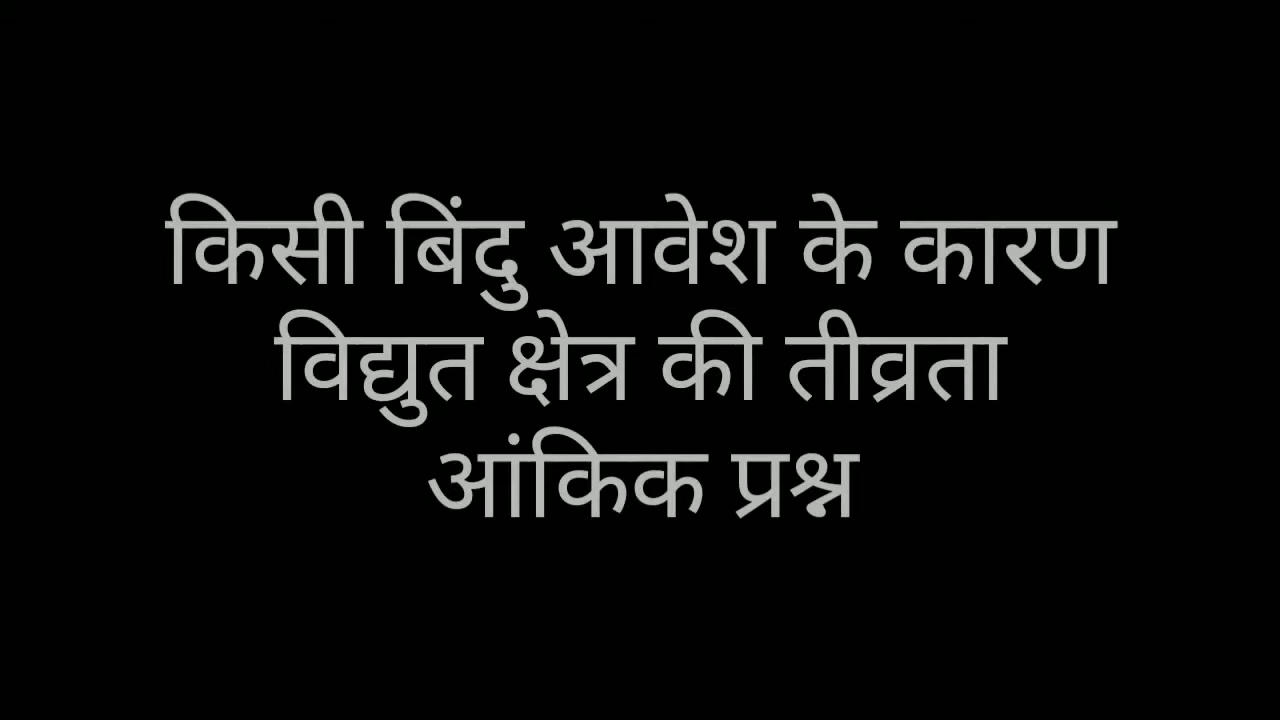 किसी बिंदु आवेश के कारण
विद्युत क्षेत्र की तीव्रता
आंकिक प्रश्न